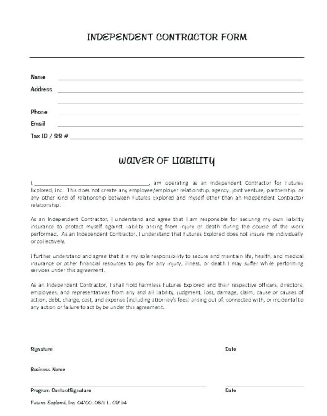 INDEPENDENT CONTRACTOR FORM
Name
Address
Phone
Email
Tax ID / SS #
WAIVER OF LIABILITY
I, , am operating as an Independent Contractor for Futures
Explored, Inc. This does not create any employee/employer relationship, agency, joint venture, partnership, or
any other kind of relationship between Futures Explored and myself other than an Independent Contractor
relationship.
As an Independent Contractor, I understand and agree that I am responsible for securing my own liability
insurance to protect myself against liability arising from injury or death during the course of the work
performed. As an Independent Contractor, I understand that Futures Explored does not insure me individually
or collectively.
I further understand and agree that it is my sole responsibility to secure and maintain life, health, and medical
insurance or other financial resources to pay for any injury, illness, or death I may suffer while performing
services under this agreement.
As an Independent Contractor, I shall hold harmless Futures Explored and their respective officers, directors,
employees, and representatives from any and all liability, judgment, loss, damage, claim, cause or causes of
action, debt, charge, cost, and expense (including attorney's fees) arising out of, connected with, or incidental to
any action or failure to act by me under this agreement.
Signature Date
Business Name
Program Contact Signature Date
Futures Explored, Inc.